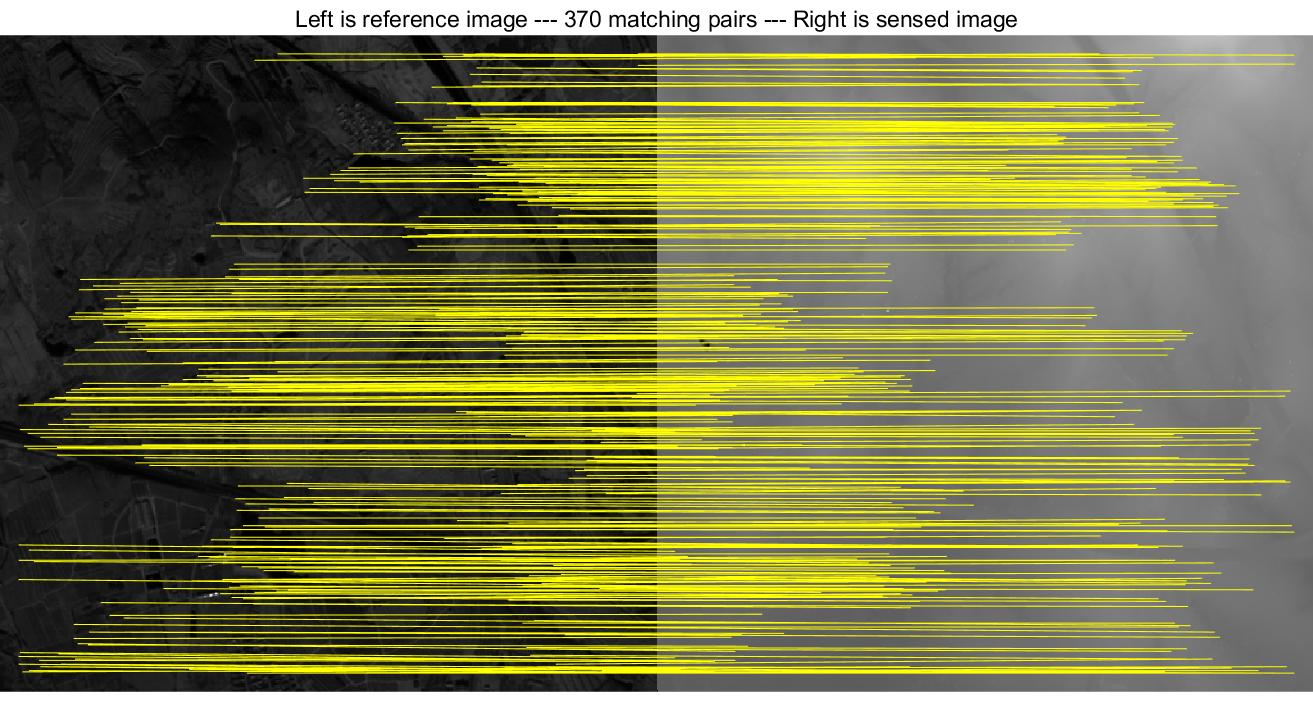 Left is reference image --- 370 matching pairs --- Right is sensed image